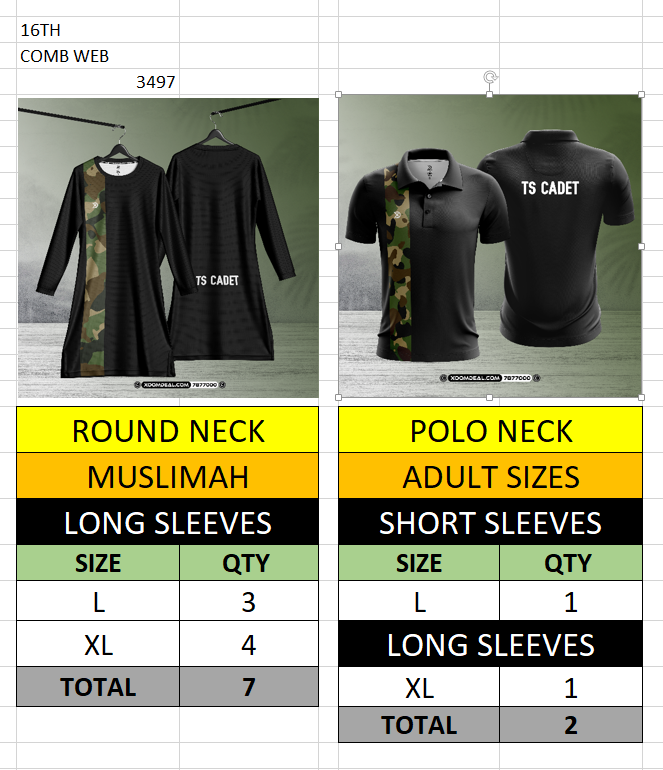 16TH
COMB WEB
3497
TS CADET
XOOMDEAL.COM 7877000
TS CADET
XOOMDEAL.COM 7877000
ROUND NECK
MUSLIMAH
LONG SLEEVES
SIZE QTY
L 3
XL 4
TOTAL 7
POLO NECK
ADULT SIZES
SHORT SLEEVES
SIZE QTY
L 1
LONG SLEEVES
XL 1
TOTAL 2